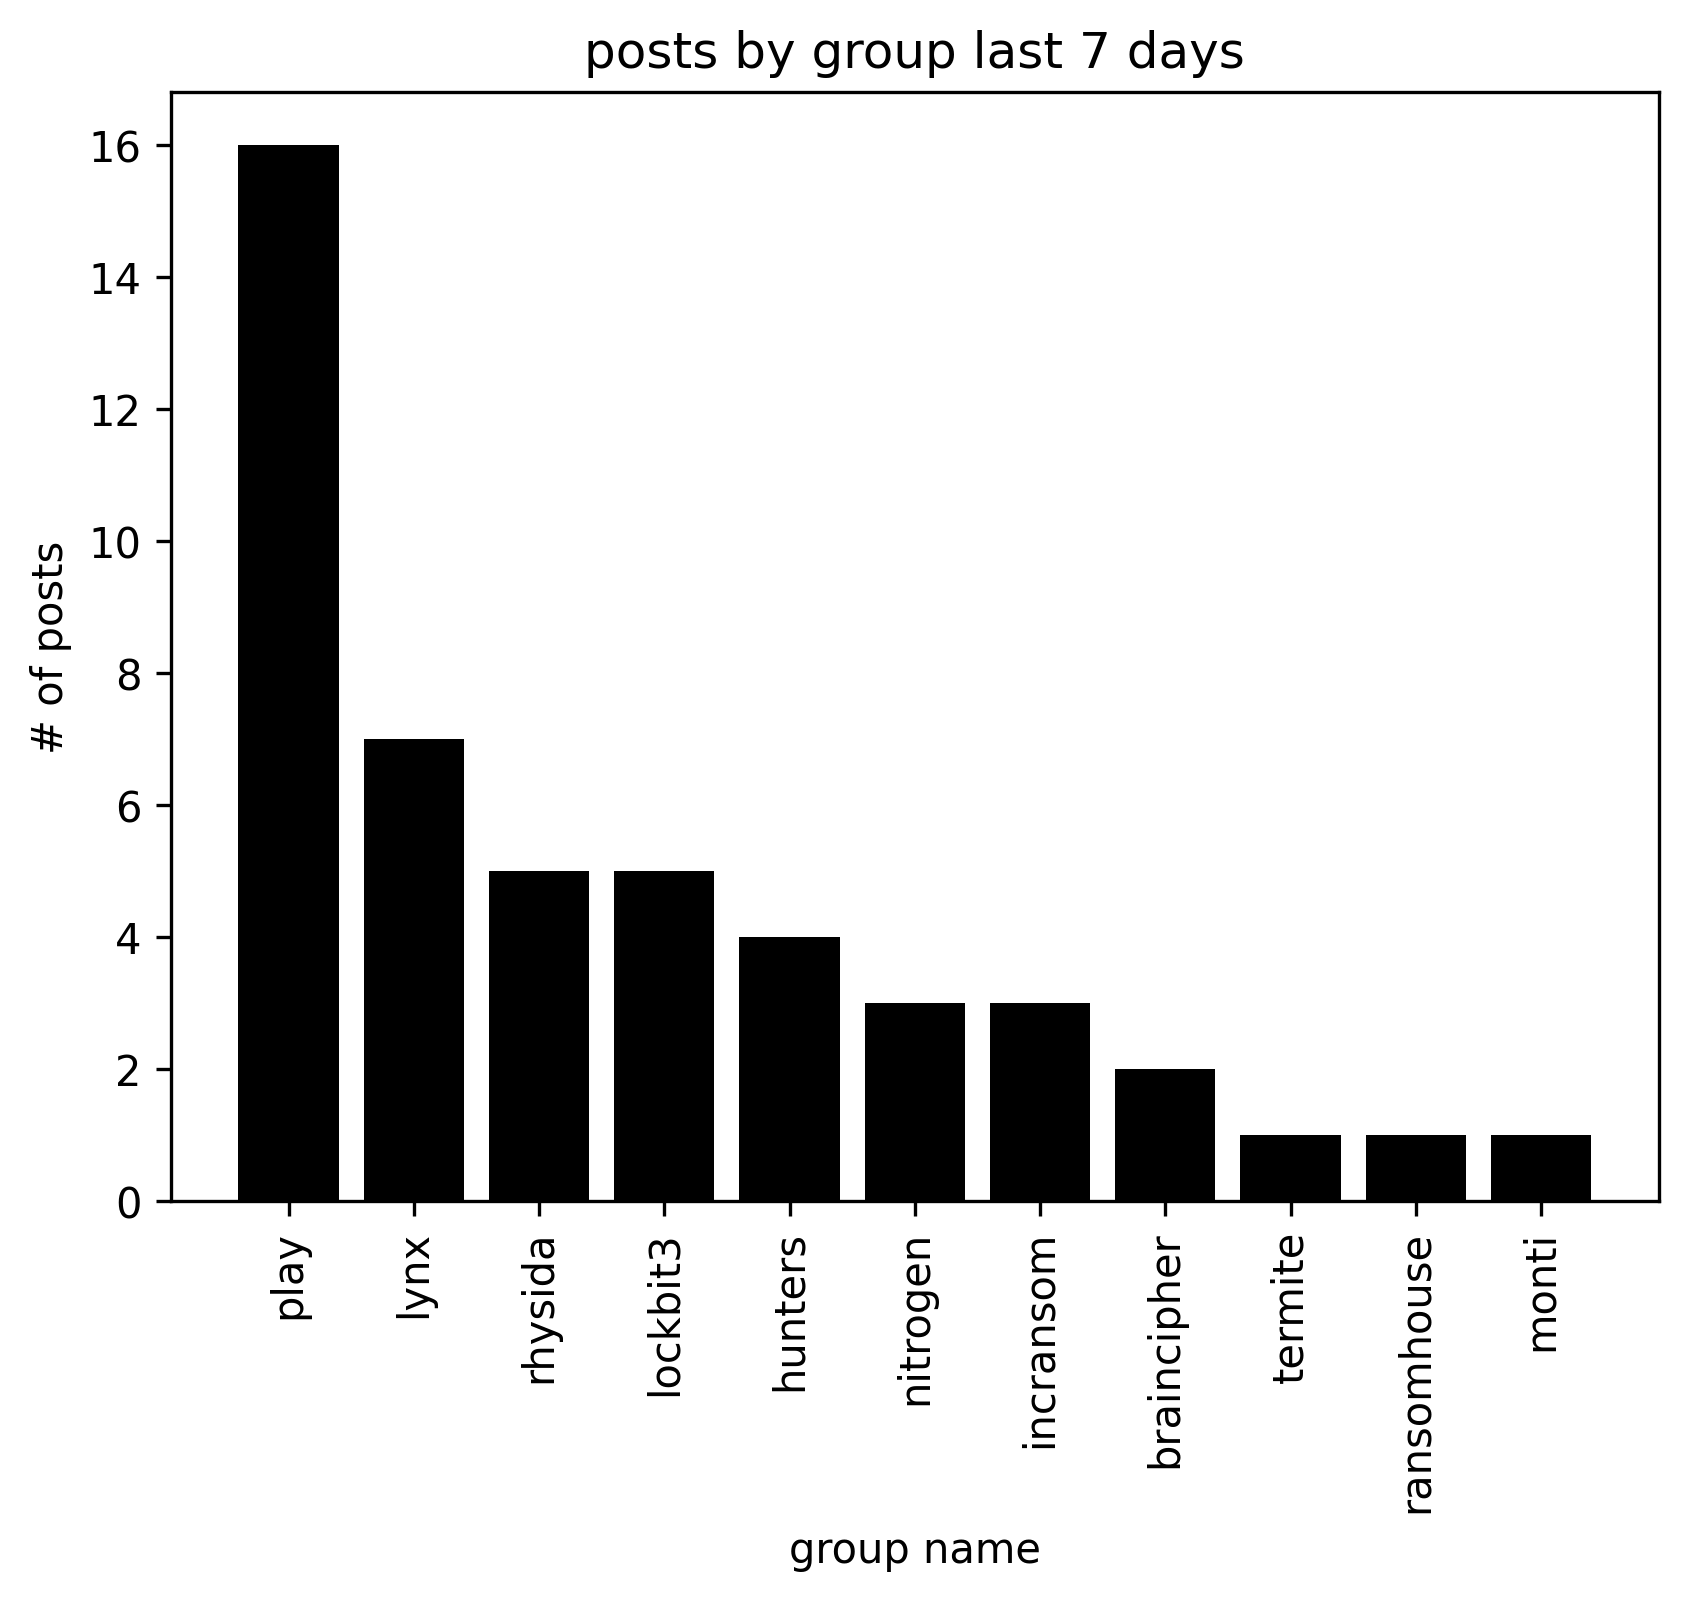 posts by group last 7 days
16
14
12
10
8
6
4
2
0
# of posts
play
lynx
rhysida
lockbit3
hunters
nitrogen
incransom
braincipher
termite
ransomhouse
monti
group name